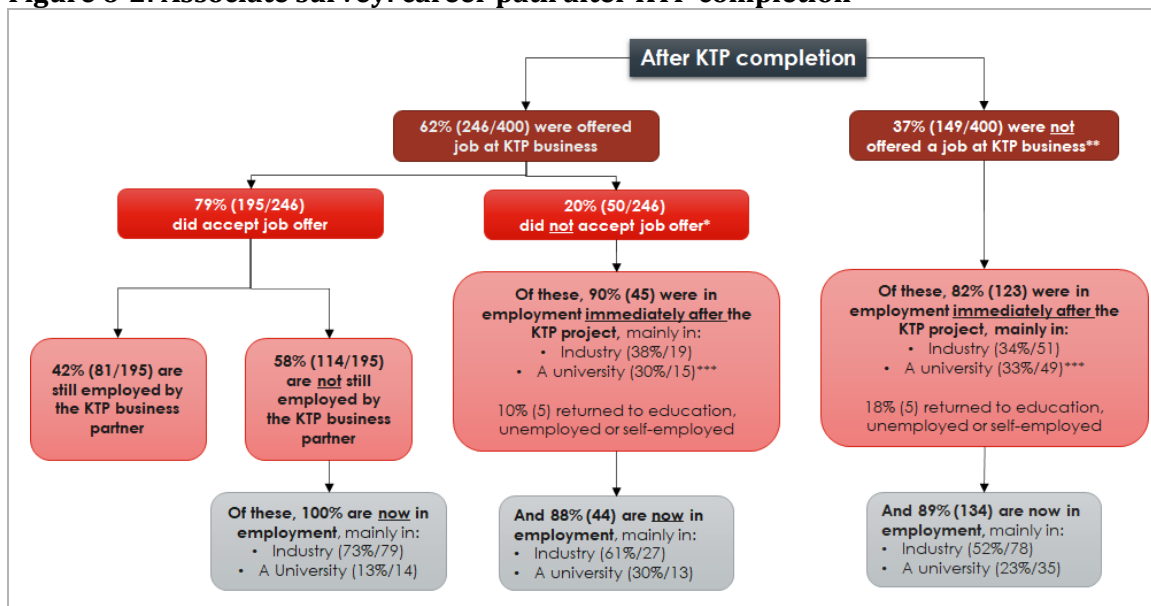 After KTP completion
62% (246/400) were offered
job at KTP business
37% (149/400) were not
offered a job at KTP business**
79% (195/246)
did accept job offer
20% (50/246)
did not accept job offer*
42% (81/195) are
still employed by
the KTP business
partner
58% (114/195)
are not still
employed by
the KTP business
partner
Of these, 90% (45) were in
employment immediately after the
KTP project, mainly in:
• Industry (38%/19)
• A university (30%/15)***
10% (5) returned to education,
unemployed or self-employed
Of these, 82% (123) were in
employment immediately after the
KTP project, mainly in:
• Industry (34%/51)
• A university (33%/49)***
18% (5) returned to education,
unemployed or self-employed
Of these, 100% are now in
employment, mainly in:
• Industry (73%/79)
• A University (13%/14)
And 88% (44) are now in
employment, mainly in:
• Industry (61%/27)
• A university (30%/13)
And 89% (134) are now in
employment, mainly in:
• Industry (52%/78)
• A university (23%/35)